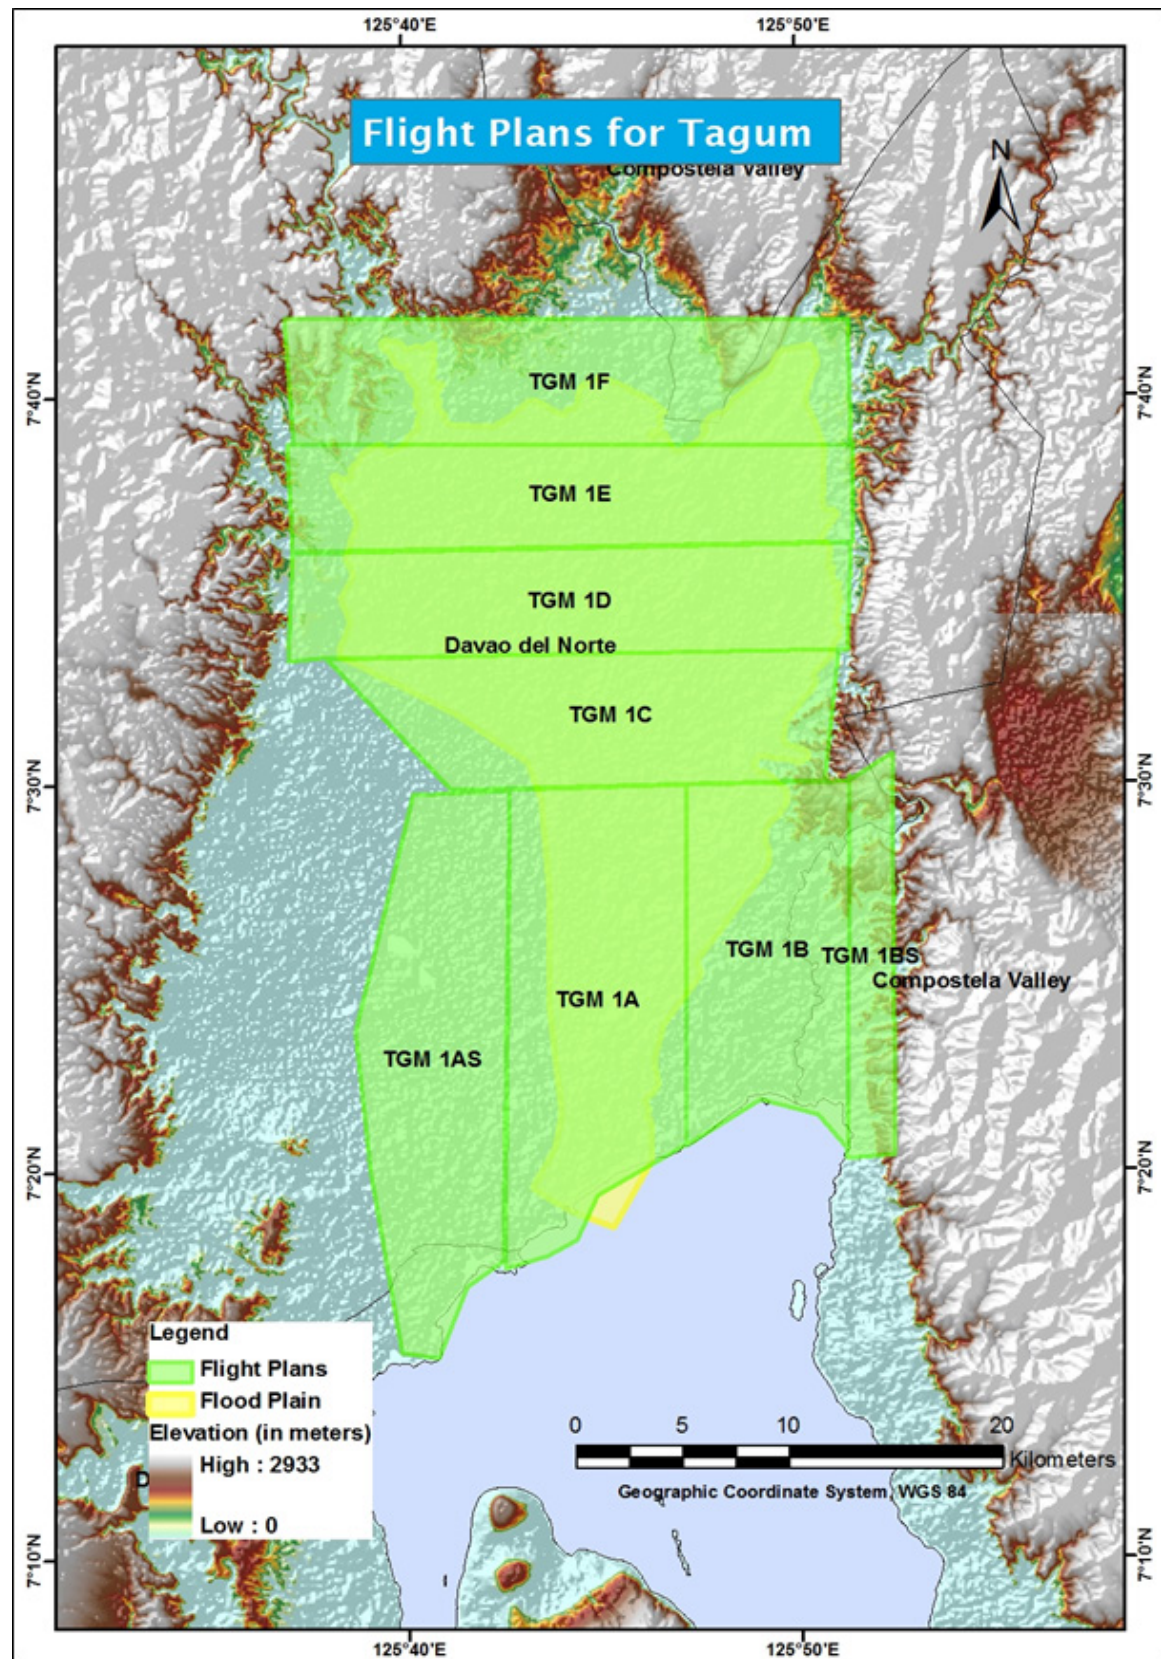 125°40'E
125°50'E
Flight Plans for Tagum
Compostela Valley
N
TGM 1F
7°40'N
7°40'N
TGM 1E
TGM 1D
Davao del Norte
TGM 1C
7°30'N
7°30'N
TGM 1B
TGM 1BS
Compostela Valley
TGM 1A
TGM 1AS
7°20'N
7°20'N
Legend
Flight Plans
Flood Plain
Elevation (in meters)
High : 2933
Low : 0
D
0 5 10 20
Kilometers
Geographic Coordinate System, WGS 84
7°10'N
7°10'N
125°40'E
125°50'E